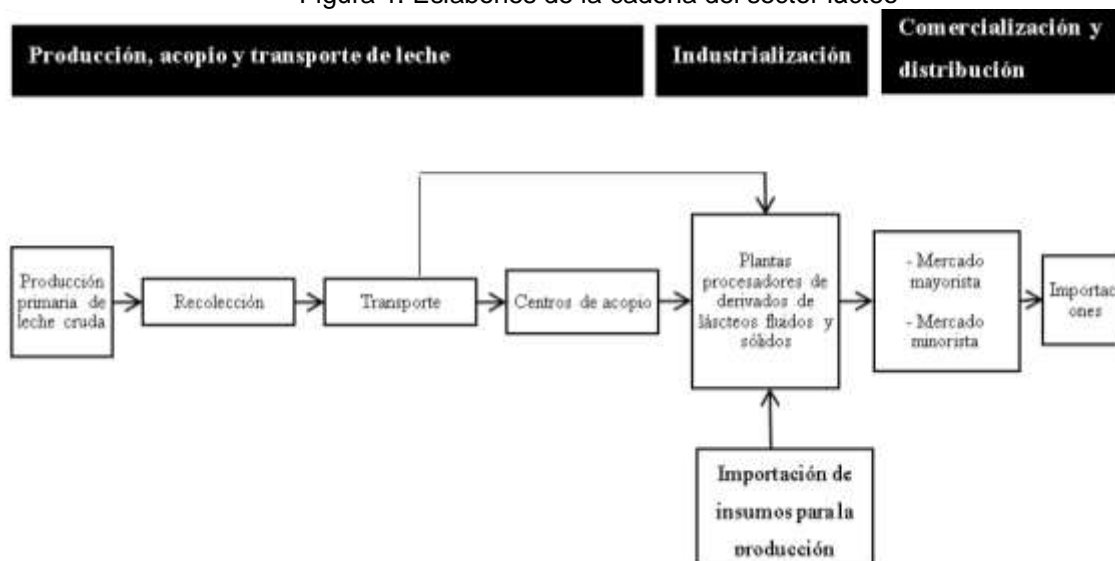 Figura 1. Eslabones de la cadena del sector lácteo
Producción, acopio y transporte de leche
Industrialización
Comercialización y
distribución
Producción
primaria de
leche cruda
Recolección
Transporte
Centros de acopio
Plantas
procesadores de
derivados de
láscteos fluidos y
sólidos
- Mercado
mayorista
- Mercado
minorista
Importac
ones
Importación de
insumos para la
producción